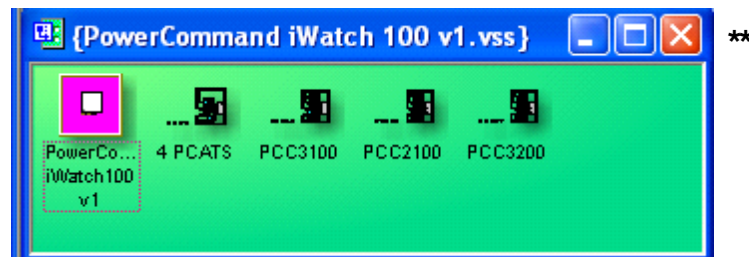 {PowerCommand iWatch 100 v1.vss} **
PowerCo... 4 PCATS PCC3100 PCC2100 PCC3200
iWatch100
v1